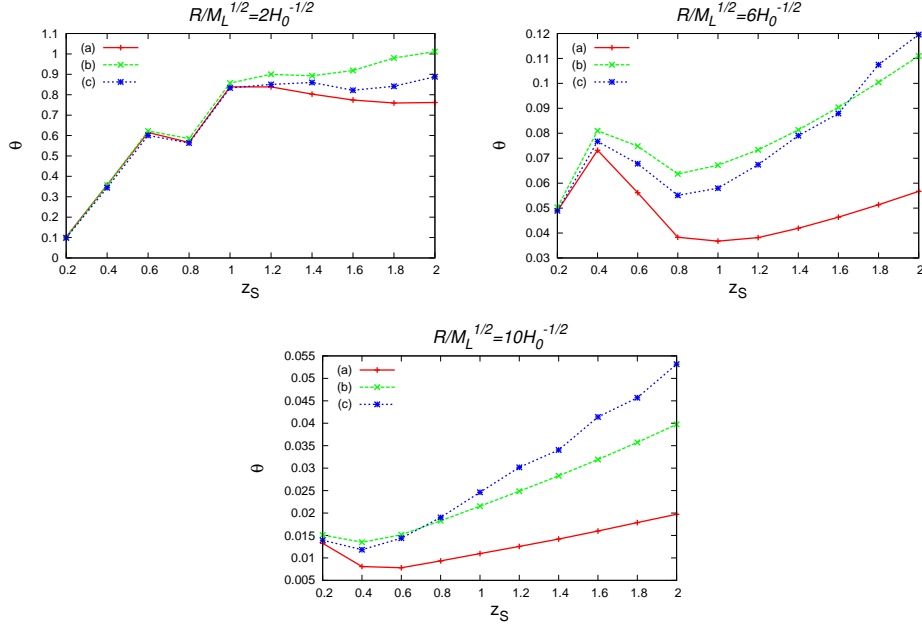 R/M_L^1/2=2H_0^-1/2
1.1
1
0.9
0.8
0.7
0.6
0.5
0.4
0.3
0.2
0.1
0
θ
(a)
(b)
(c)
0.2 0.4 0.6 0.8 1 1.2 1.4 1.6 1.8 2
z_S
R/M_L^1/2=6H_0^-1/2
0.12
0.11
0.1
0.09
0.08
0.07
0.06
0.05
0.04
0.03
θ
(a)
(b)
(c)
0.2 0.4 0.6 0.8 1 1.2 1.4 1.6 1.8 2
z_S
R/M_L^1/2=10H_0^-1/2
0.055
0.05
0.045
0.04
0.035
0.03
0.025
0.02
0.015
0.01
0.005
θ
(a)
(b)
(c)
0.2 0.4 0.6 0.8 1 1.2 1.4 1.6 1.8 2
z_S